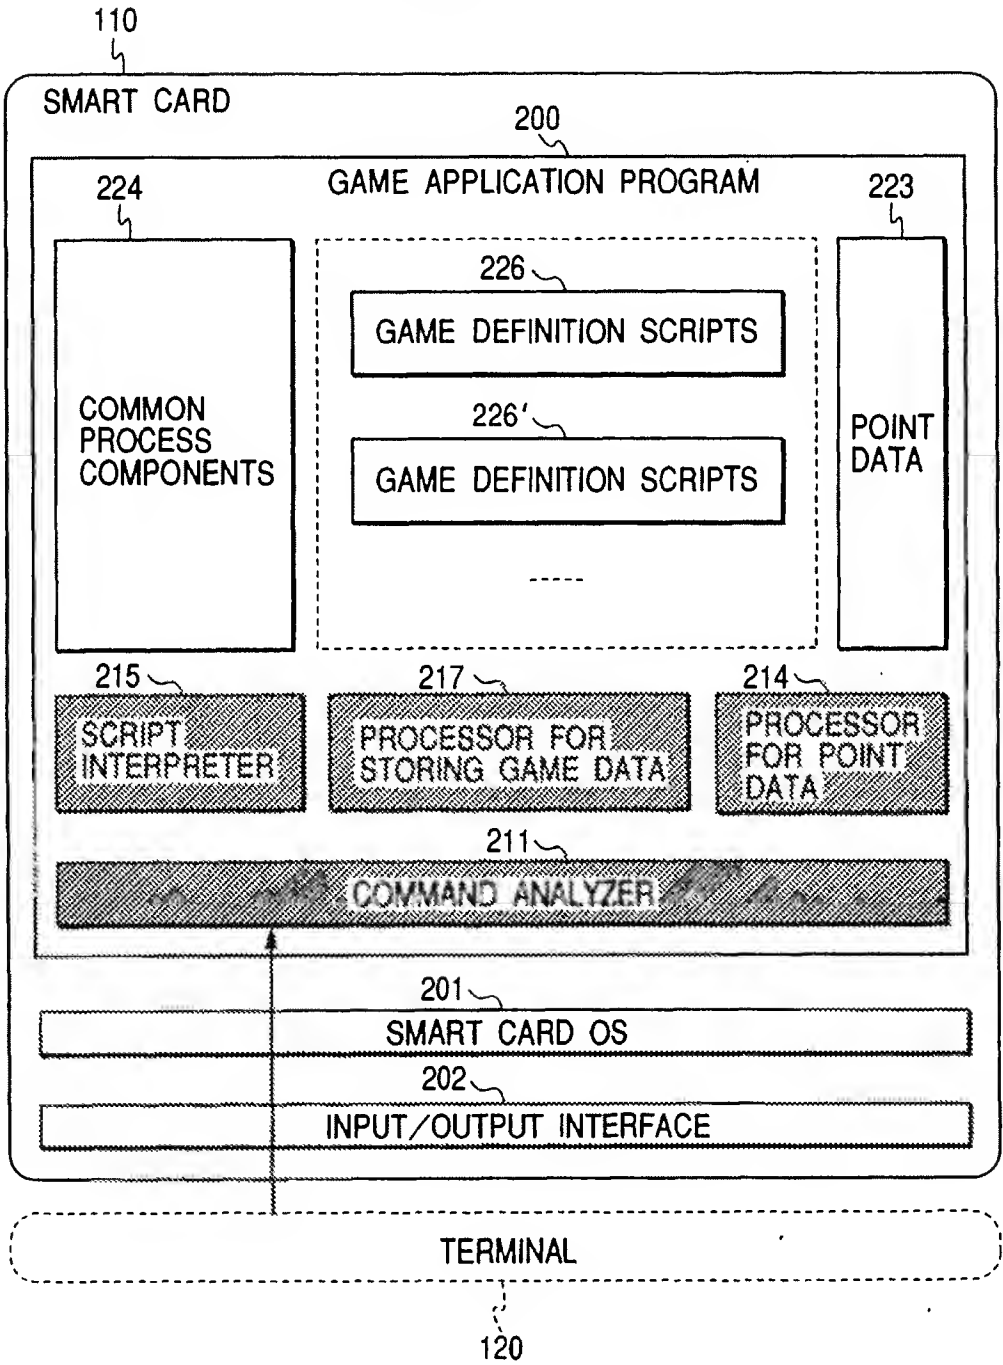 110
SMART CARD
200
GAME APPLICATION PROGRAM
224
223
COMMON
PROCESS
COMPONENTS
226
GAME DEFINITION SCRIPTS
226'
GAME DEFINITION SCRIPTS
POINT
DATA
215
SCRIPT
INTERPRETER
217
PROCESSOR FOR
STORING GAME DATA
214
PROCESSOR
FOR POINT
DATA
211
COMMAND ANALYZER
201
SMART CARD OS
202
INPUT/OUTPUT INTERFACE
TERMINAL
120